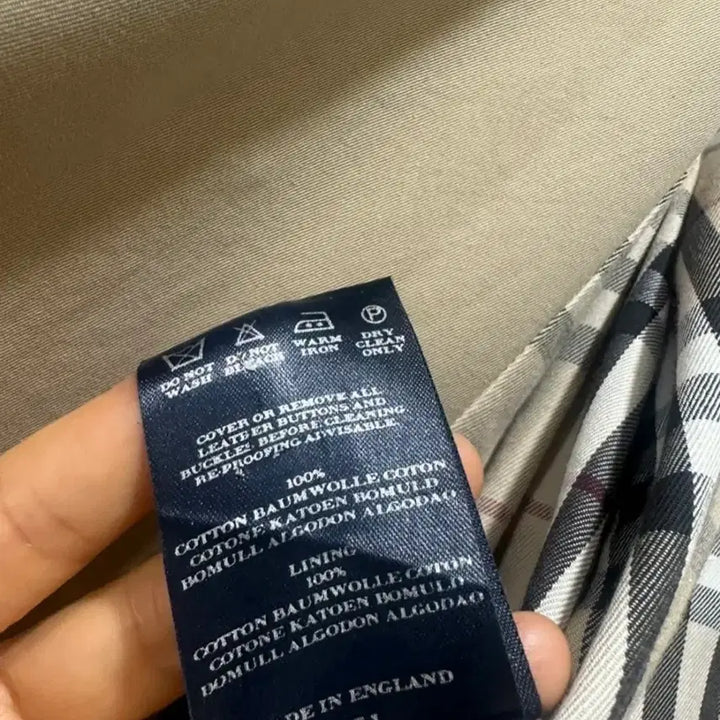 DO NOT WASH
DO NOT BLEACH
WARM IRON
P
DRY CLEAN ONLY
COVER OR REMOVE ALL
LEATHER BUTTONS AND
BUCKLES, BEFORE CLEANING
REPROOFING ADVISABLE
100%
COTTON BAUMWOLLE COTON
COTONE KATOEN BOMULD
BOMULL ALGODON ALGODAO
LINING
100%
COTTON BAUMWOLLE COTON
COTONE KATOEN BOMULD
BOMULL ALGODON ALGODAO
DE IN ENGLAND